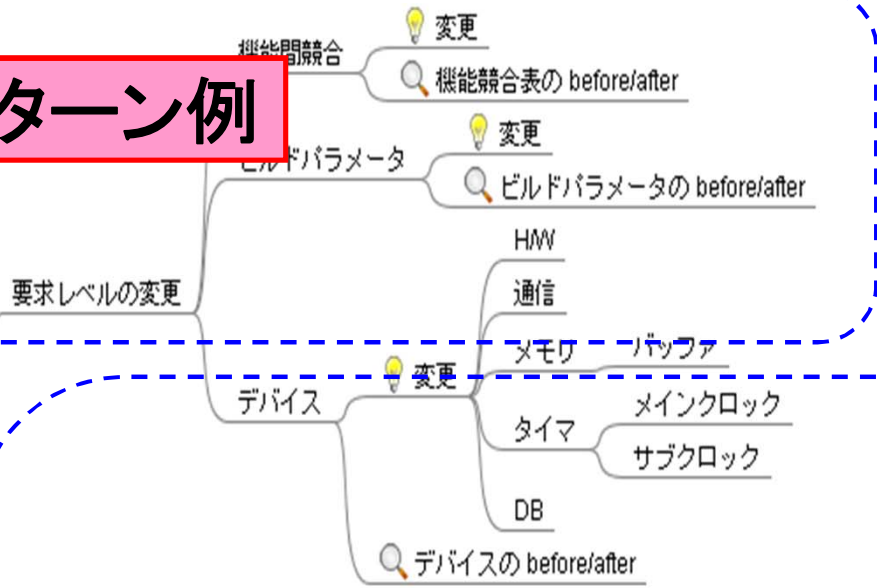 変更
機能間競合
機能競合表の before/after
ターン例
変更
ビルドパラメータ
ビルドパラメータの before/after
H/W
要求レベルの変更
通信
メモリ
バッファ
変更
デバイス
メインクロック
タイマ
サブクロック
DB
デバイスの before/after